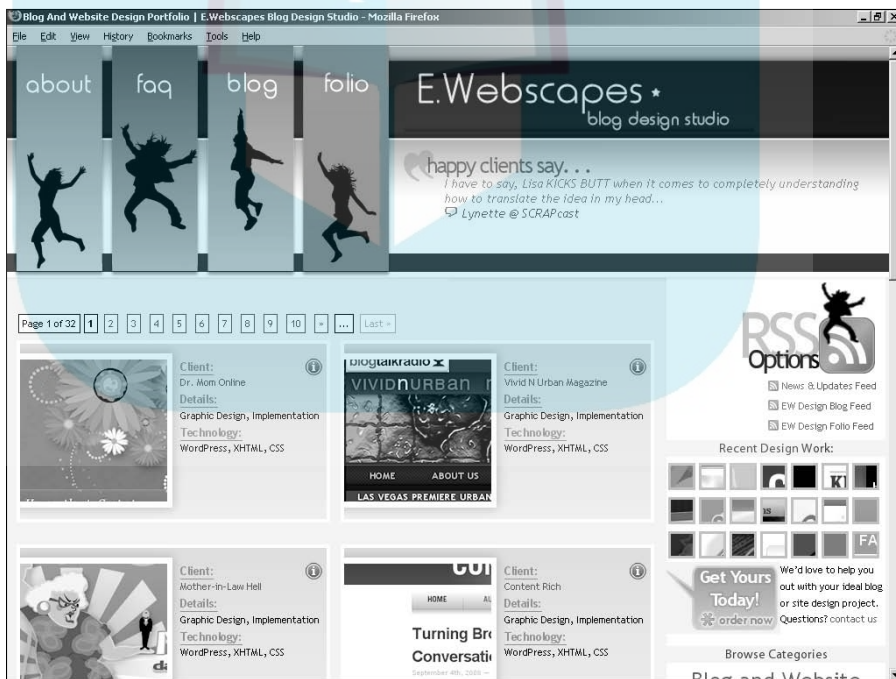 Blog And Website Design Portfolio | E.Webscapes Blog Design Studio - Mozilla Firefox
File Edit View History Bookmarks Tools Help
about faq blog folio
E.Webscapes
blog design studio
happy clients say. . .
I have to say, Lisa KICKS BUTT when it comes to completely understanding
how to translate the idea in my head...
Lynette @ SCRAPcast
Page 1 of 32 1 2 3 4 5 6 7 8 9 10 » ... Last »
Client:
Dr. Mom Online
Details:
Graphic Design, Implementation
Technology:
WordPress, XHTML, CSS
blogtalkradio
VIVIDNURBAN
HOME ABOUT US
LAS VEGAS PREMIERE URBAN
Client:
Vivid N Urban Magazine
Details:
Graphic Design, Implementation
Technology:
WordPress, XHTML, CSS
Client:
Mother-in-Law Hell
Details:
Graphic Design, Implementation
Technology:
WordPress, XHTML, CSS
HOME
Turning Bro
Conversati
September 4th, 2008 —
Client:
Content Rich
Details:
Graphic Design, Implementation
Technology:
WordPress, XHTML, CSS
RSS
Options
News & Updates Feed
EW Design Blog Feed
EW Design Folio Feed
Recent Design Work:
FA
Get Yours
Today!
order now
We'd love to help you
out with your ideal blog
or site design project.
Questions? contact us
Browse Categories
Blog and Website